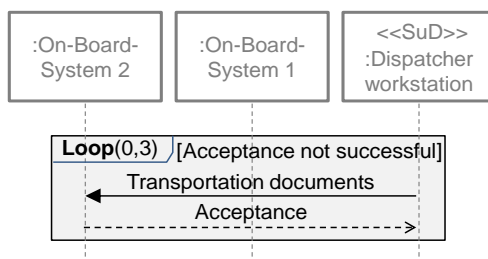 :On-Board-
System 2
:On-Board-
System 1
<<SuD>>
:Dispatcher
workstation
Loop(0,3) [Acceptance not successful]
Transportation documents
Acceptance